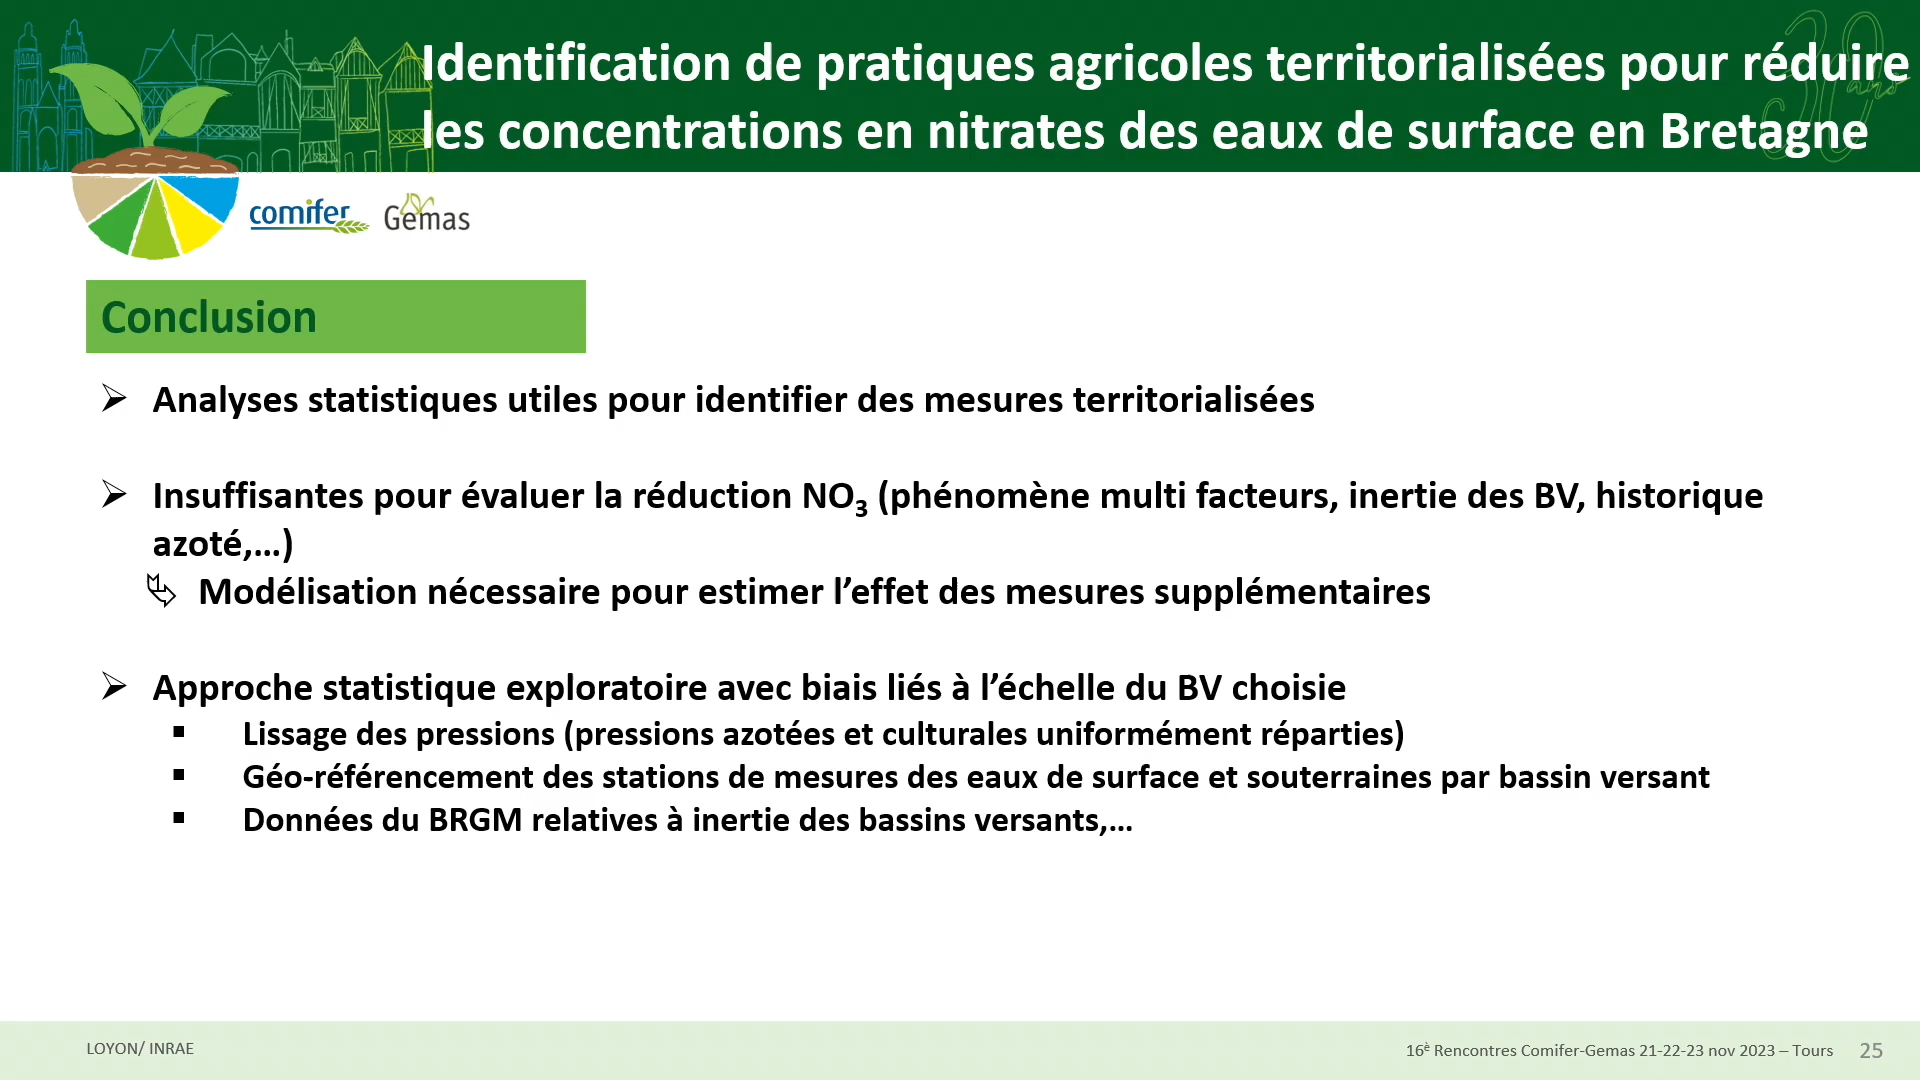 Identification de pratiques agricoles territorialisées pour réduire
les concentrations en nitrates des eaux de surface en Bretagne
30 ans
comifer Gemas
Conclusion
Analyses statistiques utiles pour identifier des mesures territorialisées
Insuffisantes pour évaluer la réduction NO3 (phénomène multi facteurs, inertie des BV, historique
azoté,…)
Modélisation nécessaire pour estimer l’effet des mesures supplémentaires
Approche statistique exploratoire avec biais liés à l’échelle du BV choisie
Lissage des pressions (pressions azotées et culturales uniformément réparties)
Géo-référencement des stations de mesures des eaux de surface et souterraines par bassin versant
Données du BRGM relatives à inertie des bassins versants,…
LOYON/ INRAE
16è Rencontres Comifer-Gemas 21-22-23 nov 2023 – Tours 25